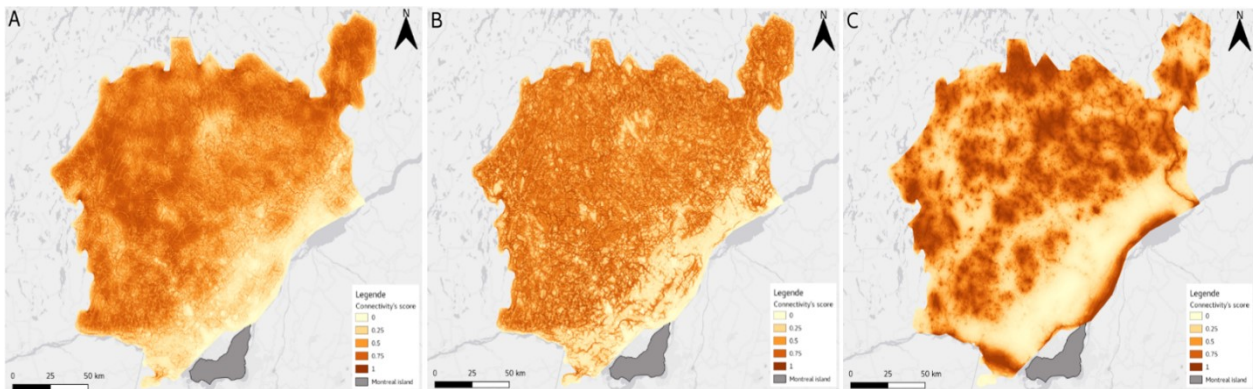 A
N
Legende
Connectivity's score
0
0.25
0.5
0.75
1
Montreal island
0 25 50 km
B
N
Legende
Connectivity's score
0
0.25
0.5
0.75
1
Montreal island
0 25 50 km
C
N
Legende
Connectivity's score
0
0.25
0.5
0.75
1
Montreal island
0 25 50 km